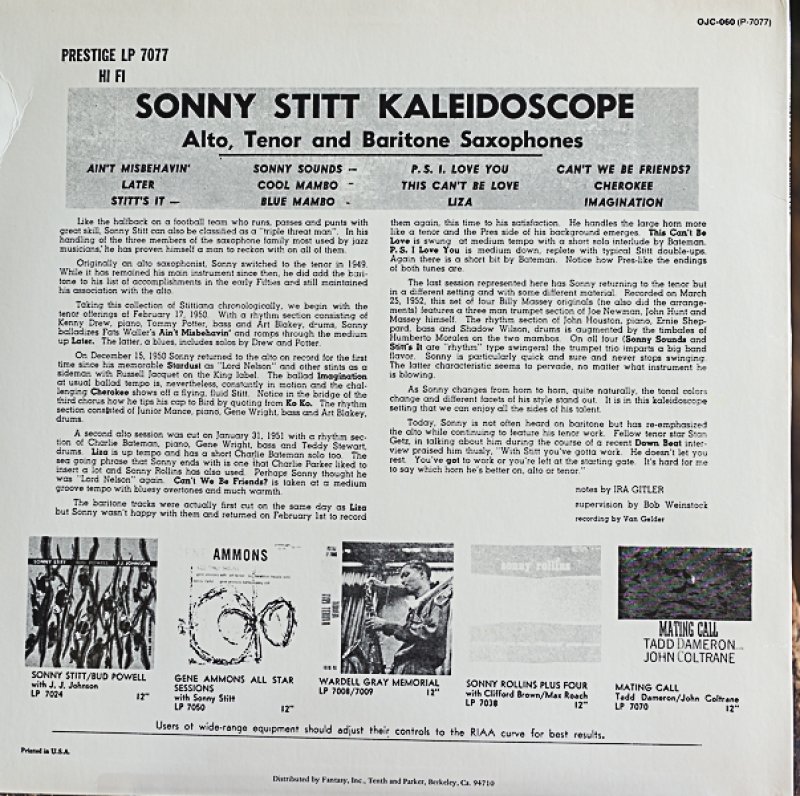 OJC-060 (P-7077)
PRESTIGE LP 7077
HI FI
SONNY STITT KALEIDOSCOPE
Alto, Tenor and Baritone Saxophones
AIN'T MISBEHAVIN' SONNY SOUNDS — P. S. I. LOVE YOU CAN'T WE BE FRIENDS?
LATER COOL MAMBO - THIS CAN'T BE LOVE CHEROKEE
STITT'S IT — BLUE MAMBO - LIZA IMAGINATION
Like the halfback on a football team who runs, passes and punts with
great skill, Sonny Stitt can also be classified as a "triple threat man". In his
handling of the three members of the saxophone family most used by jazz
musicians, he has proven himself a man to reckon with on all of them.
Originally an alto saxophonist, Sonny switched to the tenor in 1949.
While it has remained his main instrument since then, he did add the bari-
tone to his list of accomplishments in the early Fifties and still maintained
his association with the alto.
Taking this collection of Stittiana chronologically, we begin with the
tenor offerings of February 17, 1950. With a rhythm section consisting of
Kenny Drew, piano, Tommy Potter, bass and Art Blakey, drums, Sonny
balladizes Fats Waller's Ain't Misbehavin' and romps through the medium
up Later. The latter, a blues, includes solos by Drew and Potter.
On December 15, 1950 Sonny returned to the alto on record for the first
time since his memorable Stardust as "Lord Nelson" and other stints as a
sideman with Russell Jacquet on the King label. The ballad Imagination
at usual ballad tempo is, nevertheless, constantly in motion and the chal-
lenging Cherokee shows off a flying, fluid Stitt. Notice in the bridge of the
third chorus how he tips his cap to Bird by quoting from Ko Ko. The rhythm
section consisted of Junior Mance, piano, Gene Wright, bass and Art Blakey,
drums.
A second alto session was cut on January 31, 1951 with a rhythm sec-
tion of Charlie Bateman, piano, Gene Wright, bass and Teddy Stewart,
drums. Liza is up tempo and has a short Charlie Bateman solo too. The
sea going phrase that Sonny ends with is one that Charlie Parker liked to
insert a lot and Sonny Rollins has also used. Perhaps Sonny thought he
was "Lord Nelson" again. Can't We Be Friends? is taken at a medium
groove tempo with bluesy overtones and much warmth.
The baritone tracks were actually first cut on the same day as Liza
but Sonny wasn't happy with them and returned on February 1st to record
them again, this time to his satisfaction. He handles the large horn more
like a tenor and the Pres side of his background emerges. This Can't Be
Love is swung at medium tempo with a short solo interlude by Bateman.
P. S. I Love You is medium down, replete with typical Stitt double-ups.
Again there is a short bit by Bateman. Notice how Pres-like the endings
of both tunes are.
The last session represented here has Sonny returning to the tenor but
in a different setting and with some different material. Recorded on March
25, 1952, this set of four Billy Massey originals (he also did the arrange-
ments) features a three man trumpet section of Joe Newman, John Hunt and
Massey himself. The rhythm section of John Houston, piano, Ernie Shep-
pard, bass and Shadow Wilson, drums is augmented by the timbales of
Humberto Morales on the two mambos. On all four (Sonny Sounds and
Stitt's It are "rhythm" type swingers) the trumpet trio imparts a big band
flavor. Sonny is particularly quick and sure and never stops swinging.
The latter characteristic seems to pervade, no matter what instrument he
is blowing.
As Sonny changes from horn to horn, quite naturally, the tonal colors
change and different facets of his style stand out. It is in this kaleidoscope
setting that we can enjoy all the sides of his talent.
Today, Sonny is not often heard on baritone but has re-emphasized
the alto while continuing to feature his tenor work. Fellow tenor star Stan
Getz, in talking about him during the course of a recent Down Beat inter-
view praised him thusly, "With Stitt you've gotta work. He doesn't let you
rest. You've got to work or you're left at the starting gate. It's hard for me
to say which horn he's better on, alto or tenor."
notes by IRA GITLER
supervision by Bob Weinstock
recording by Van Gelder
SONNY STITT BUD POWELL J.J. JOHNSON
AMMONS
WARDELL GRAY
sonny rollins
MATING CALL
TADD DAMERON
JOHN COLTRANE
SONNY STITT/BUD POWELL
with J. J. Johnson
LP 7024 12"
GENE AMMONS ALL STAR
SESSIONS
with Sonny Stitt
LP 7050 12"
WARDELL GRAY MEMORIAL
LP 7008/7009 12"
SONNY ROLLINS PLUS FOUR
with Clifford Brown/Max Roach
LP 7038 12"
MATING CALL
Tadd Dameron/John Coltrane
LP 7070 12"
Users of wide-range equipment should adjust their controls to the RIAA curve for best results.
Printed in U.S.A.
Distributed by Fantasy, Inc., Tenth and Parker, Berkeley, Ca. 94710